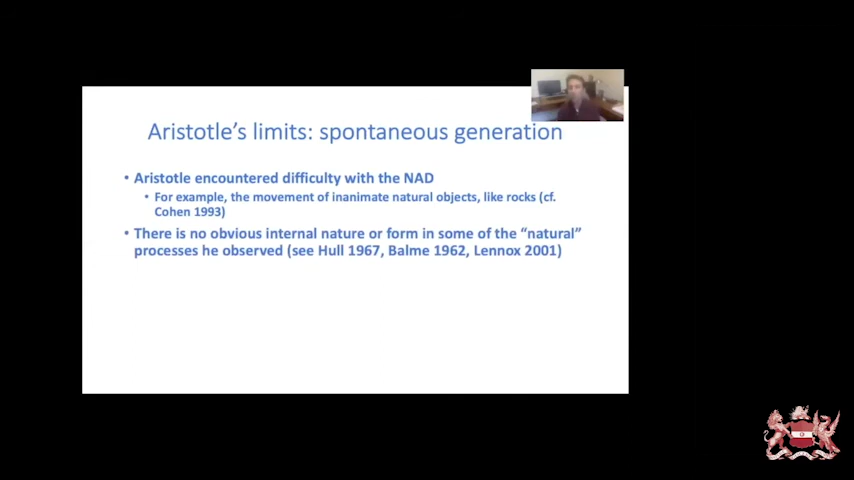 Aristotle's limits: spontaneous generation
• Aristotle encountered difficulty with the NAD
• For example, the movement of inanimate natural objects, like rocks (cf.
Cohen 1993)
• There is no obvious internal nature or form in some of the “natural”
processes he observed (see Hull 1967, Balme 1962, Lennox 2001)